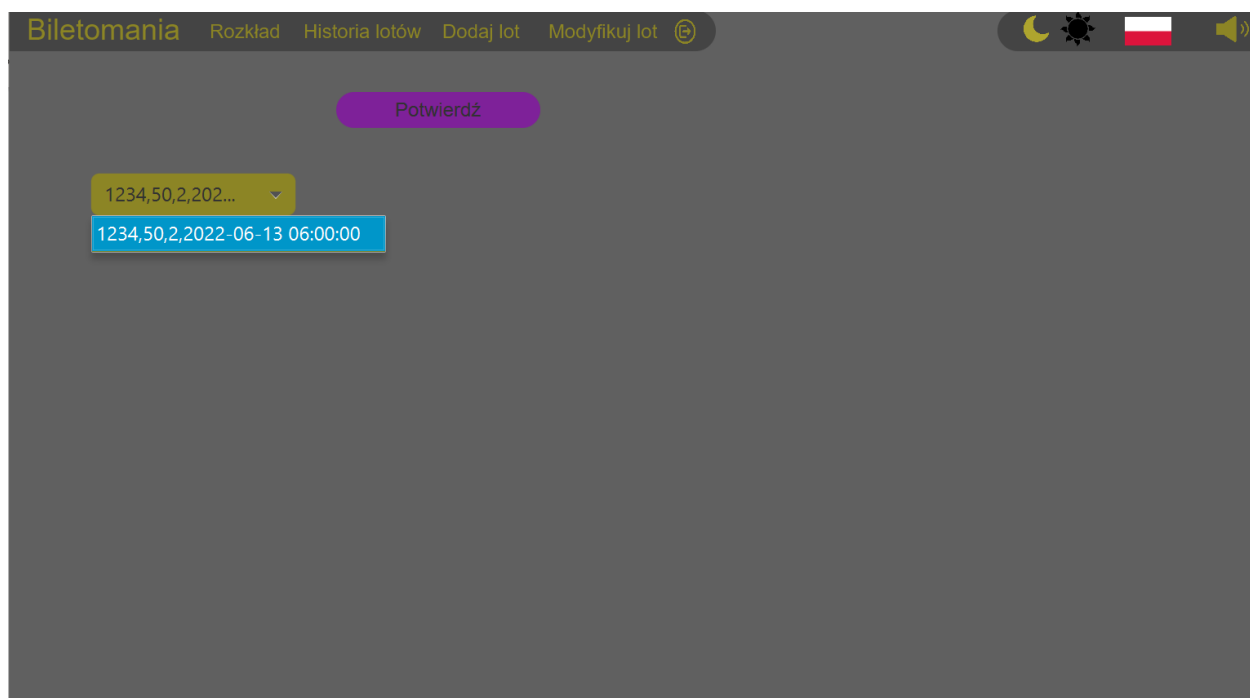 Biletomania Rozkład Historia lotów Dodaj lot Modyfikuj lot
Potwierdź
1234,50,2,202...
1234,50,2,2022-06-13 06:00:00